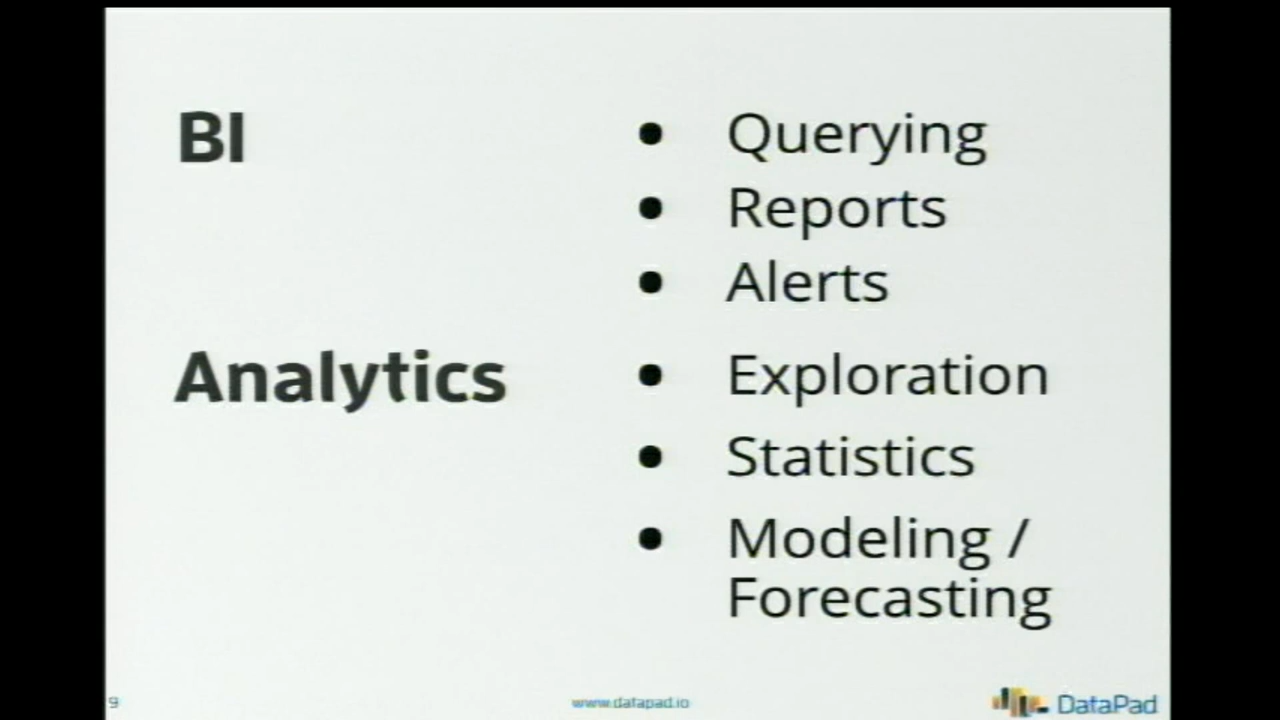 BI
• Querying
• Reports
• Alerts
Analytics
• Exploration
• Statistics
• Modeling /
Forecasting
9
www.datapad.io
DataPad